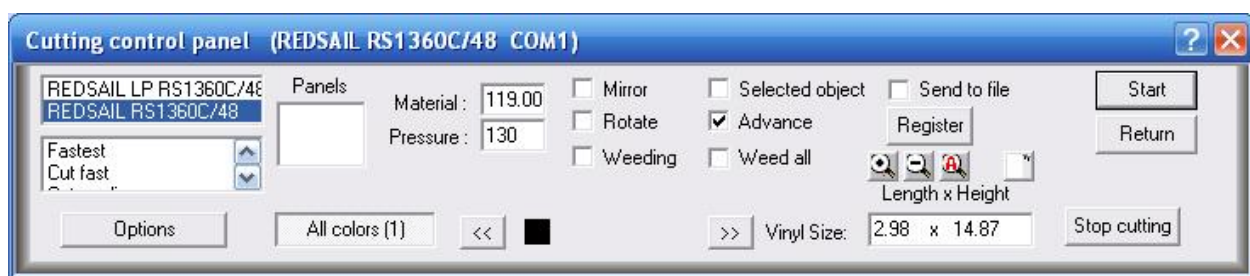 Cutting control panel (REDSAIL RS1360C/48 COM1)
REDSAIL LP RS1360C/48
REDSAIL RS1360C/48
Fastest
Cut fast
Options
Panels
All colors (1)
<<
Material : 119.00
Pressure : 130
Mirror
Rotate
Weeding
Selected object
Advance
Weed all
>>
Send to file
Register
Length x Height
Vinyl Size: 2.98 x 14.87
Start
Return
Stop cutting